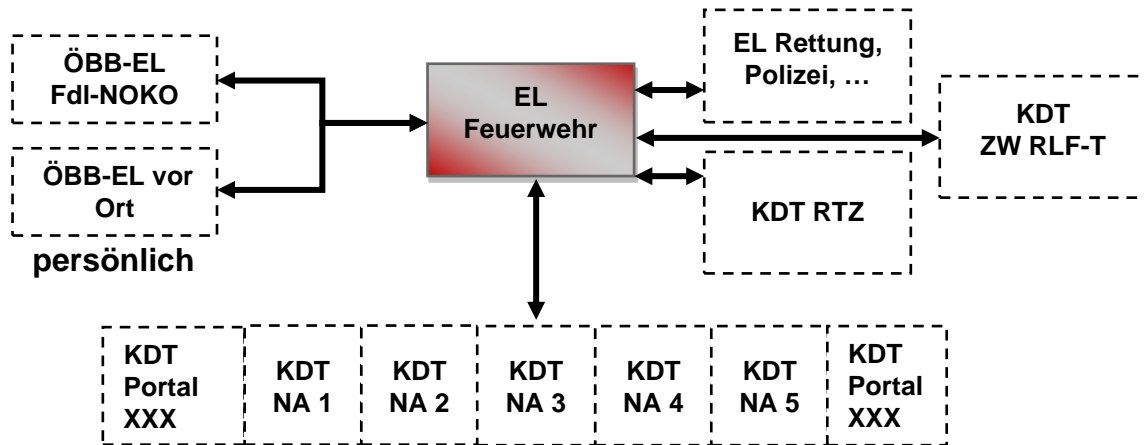 ÖBB-EL
FdI-NOKO
ÖBB-EL vor
Ort
persönlich
EL
Feuerwehr
EL Rettung,
Polizei, …
KDT
ZW RLF-T
KDT RTZ
KDT
Portal
XXX
KDT
NA 1
KDT
NA 2
KDT
NA 3
KDT
NA 4
KDT
NA 5
KDT
Portal
XXX